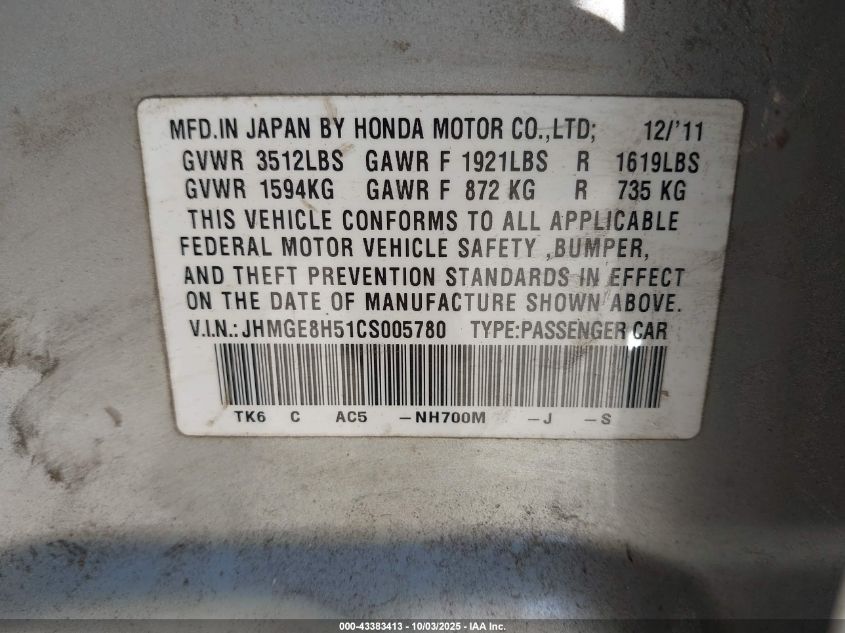 MFD.IN JAPAN BY HONDA MOTOR CO.,LTD; 12/'11
GVWR 3512LBS GAWR F 1921LBS R 1619LBS
GVWR 1594KG GAWR F 872 KG R 735 KG
THIS VEHICLE CONFORMS TO ALL APPLICABLE
FEDERAL MOTOR VEHICLE SAFETY ,BUMPER,
AND THEFT PREVENTION STANDARDS IN EFFECT
ON THE DATE OF MANUFACTURE SHOWN ABOVE.
V.I.N.:JHMGE8H51CS005780 TYPE:PASSENGER CAR
TK6 C AC5 -NH700M -J -S
000-43383413 - 10/03/2025 - IAA Inc.